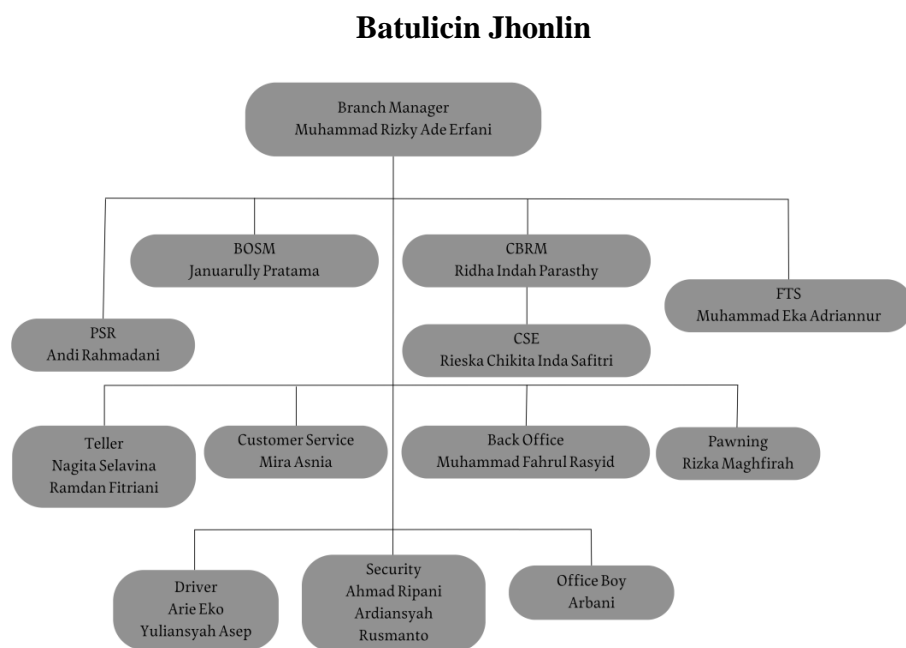 Batulicin Jhonlin
Branch Manager
Muhammad Rizky Ade Erfani
BOSM
Januarully Pratama
CBRM
Ridha Indah Parasthy
FTS
Muhammad Eka Adriannur
PSR
Andi Rahmadani
CSE
Rieska Chikita Inda Safitri
Teller
Nagita Selavina
Ramdan Fitriani
Customer Service
Mira Asnia
Back Office
Muhammad Fahrul Rasyid
Pawning
Rizka Maghfirah
Driver
Arie Eko
Yuliansyah Asep
Security
Ahmad Ripani
Ardiansyah
Rusmanto
Office Boy
Arbani